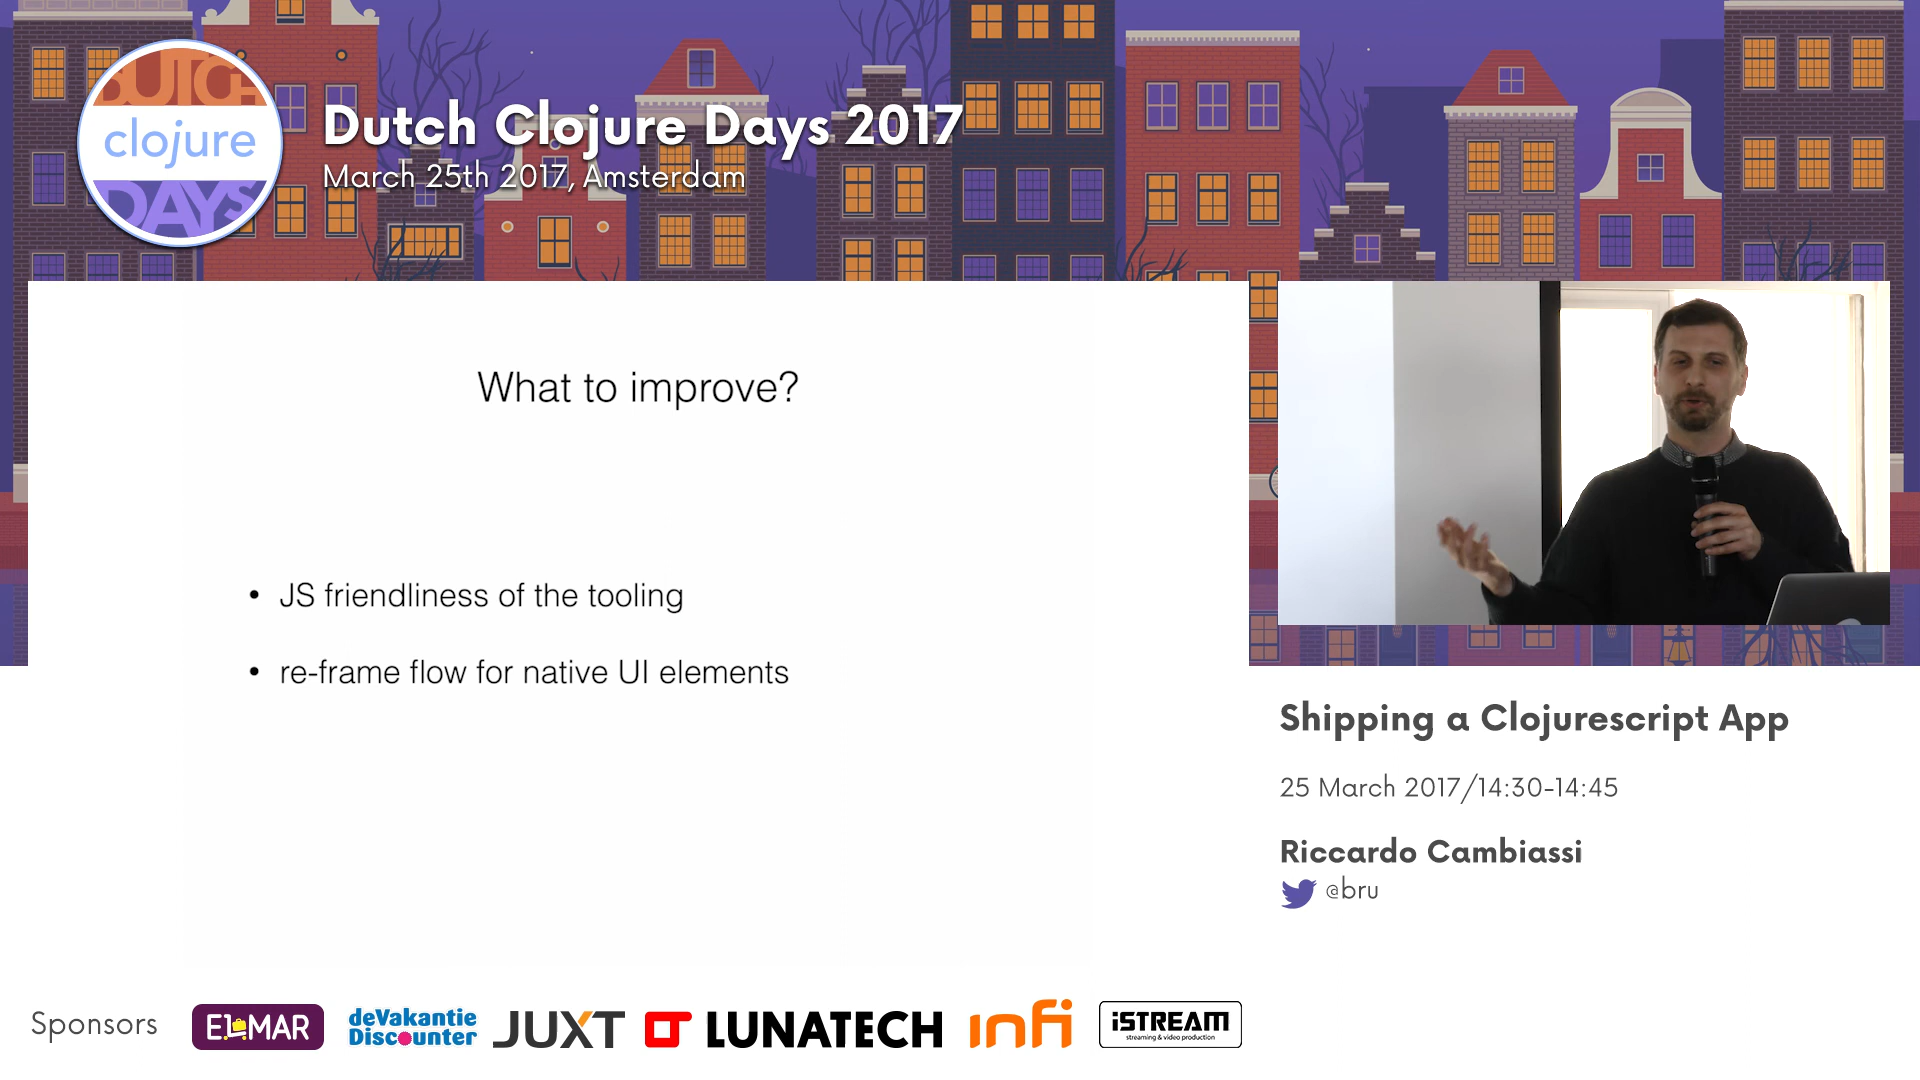 DUTCH
clojure
DAYS
Dutch Clojure Days 2017
March 25th 2017, Amsterdam
What to improve?
• JS friendliness of the tooling
• re-frame flow for native UI elements
Shipping a Clojurescript App
25 March 2017/14:30-14:45
Riccardo Cambiassi
@bru
Sponsors
ELMAR
deVakantie
Discounter
JUXT
LUNATECH
infi
iSTREAM
streaming & video production